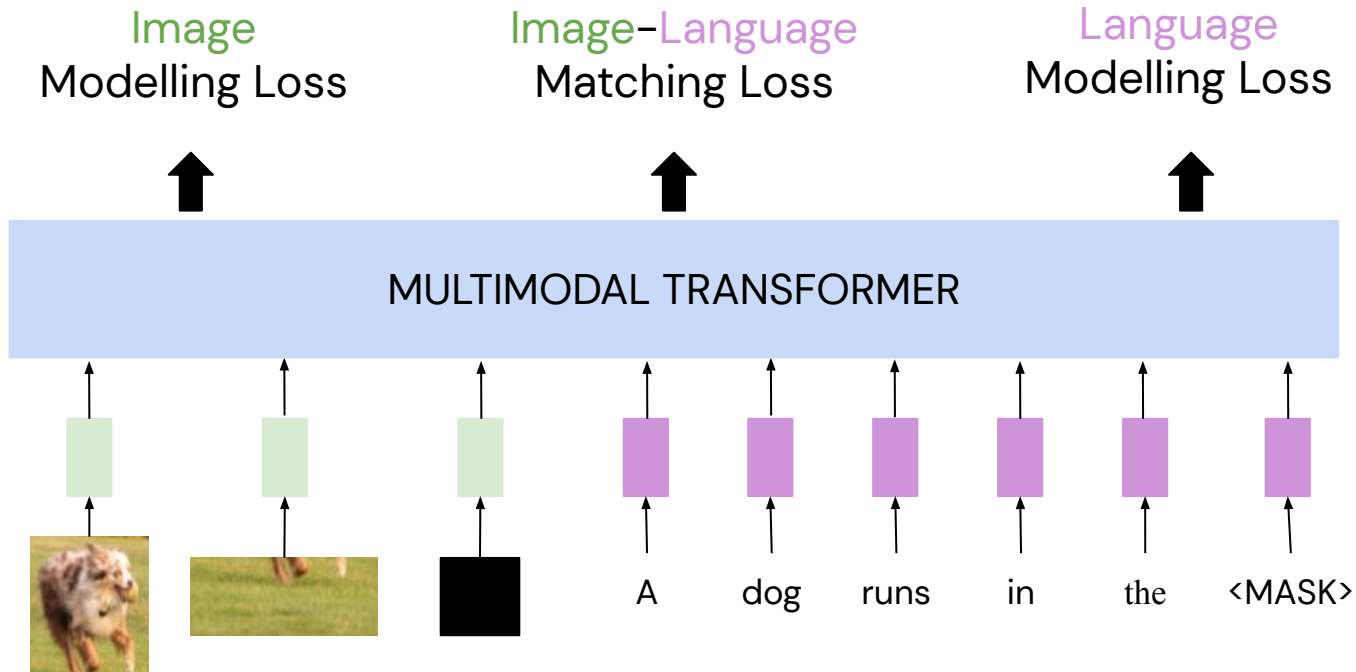 Image
Modelling Loss
Image-Language
Matching Loss
Language
Modelling Loss
MULTIMODAL TRANSFORMER
A dog runs in the <MASK>